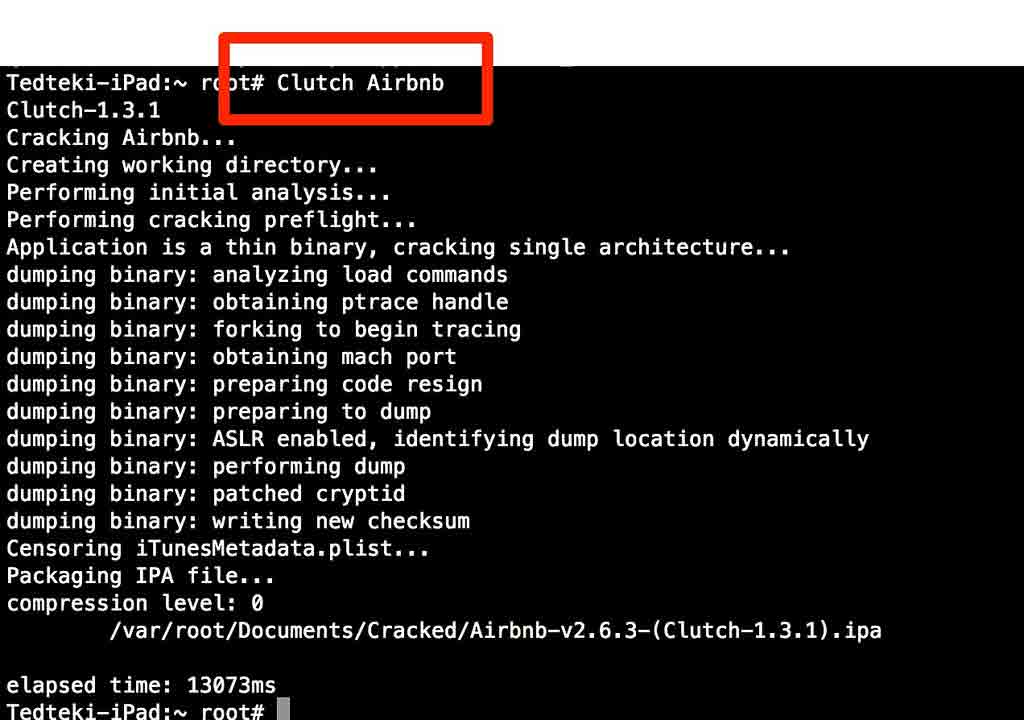 Tedteki-iPad:~ root# Clutch Airbnb
Clutch-1.3.1
Cracking Airbnb...
Creating working directory...
Performing initial analysis...
Performing cracking preflight...
Application is a thin binary, cracking single architecture...
dumping binary: analyzing load commands
dumping binary: obtaining ptrace handle
dumping binary: forking to begin tracing
dumping binary: obtaining mach port
dumping binary: preparing code resign
dumping binary: preparing to dump
dumping binary: ASLR enabled, identifying dump location dynamically
dumping binary: performing dump
dumping binary: patched cryptid
dumping binary: writing new checksum
Censoring iTunesMetadata.plist...
Packaging IPA file...
compression level: 0
/var/root/Documents/Cracked/Airbnb-v2.6.3-(Clutch-1.3.1).ipa
elapsed time: 13073ms
Tedteki-iPad:~ root#